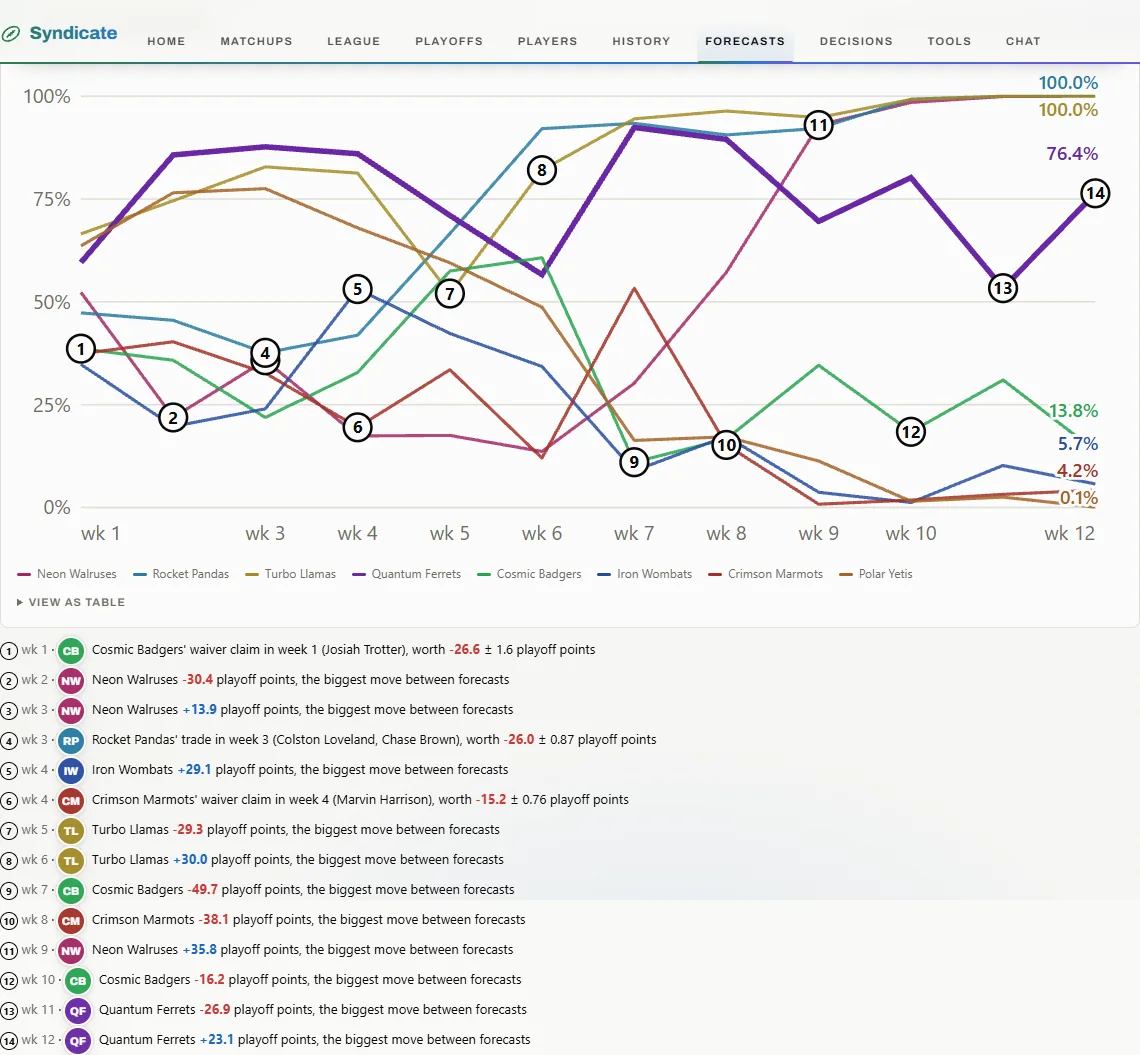 Syndicate
HOME MATCHUPS LEAGUE PLAYOFFS PLAYERS HISTORY FORECASTS DECISIONS TOOLS CHAT
100%
75%
50%
25%
0%
100.0%
100.0%
76.4%
13.8%
5.7%
4.2%
0.1%
1
2
4
5
6
7
8
9
10
11
12
13
14
wk 1 wk 3 wk 4 wk 5 wk 6 wk 7 wk 8 wk 9 wk 10 wk 12
Neon Walruses Rocket Pandas Turbo Llamas Quantum Ferrets Cosmic Badgers Iron Wombats Crimson Marmots Polar Yetis
VIEW AS TABLE
1 wk 1 · CB Cosmic Badgers' waiver claim in week 1 (Josiah Trotter), worth -26.6 ± 1.6 playoff points
2 wk 2 · NW Neon Walruses -30.4 playoff points, the biggest move between forecasts
3 wk 3 · NW Neon Walruses +13.9 playoff points, the biggest move between forecasts
4 wk 3 · RP Rocket Pandas' trade in week 3 (Colston Loveland, Chase Brown), worth -26.0 ± 0.87 playoff points
5 wk 4 · IW Iron Wombats +29.1 playoff points, the biggest move between forecasts
6 wk 4 · CM Crimson Marmots' waiver claim in week 4 (Marvin Harrison), worth -15.2 ± 0.76 playoff points
7 wk 5 · TL Turbo Llamas -29.3 playoff points, the biggest move between forecasts
8 wk 6 · TL Turbo Llamas +30.0 playoff points, the biggest move between forecasts
9 wk 7 · CB Cosmic Badgers -49.7 playoff points, the biggest move between forecasts
10 wk 8 · CM Crimson Marmots -38.1 playoff points, the biggest move between forecasts
11 wk 9 · NW Neon Walruses +35.8 playoff points, the biggest move between forecasts
12 wk 10 · CB Cosmic Badgers -16.2 playoff points, the biggest move between forecasts
13 wk 11 · QF Quantum Ferrets -26.9 playoff points, the biggest move between forecasts
14 wk 12 · QF Quantum Ferrets +23.1 playoff points, the biggest move between forecasts